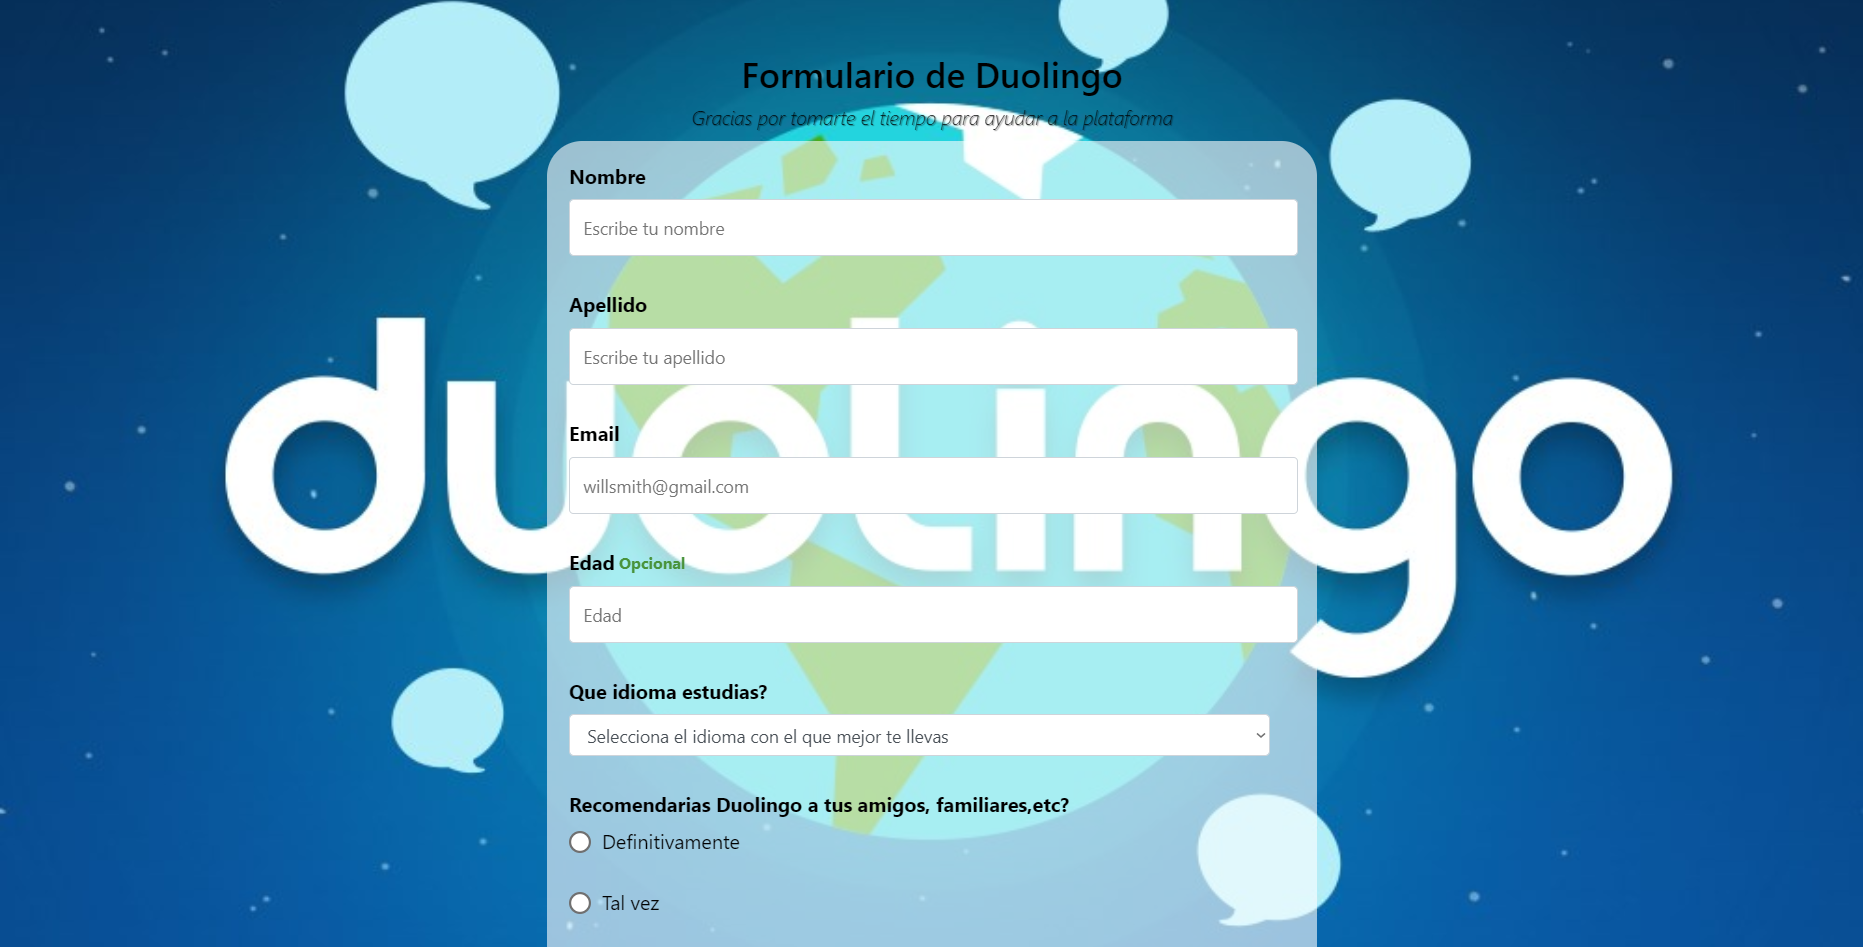 Formulario de Duolingo
Gracias por tomarte el tiempo para ayudar a la plataforma
Nombre
Escribe tu nombre
Apellido
Escribe tu apellido
duolingo
Email
willsmith@gmail.com
Edad Opcional
Edad
Que idioma estudias?
Selecciona el idioma con el que mejor te llevas
Recomendarias Duolingo a tus amigos, familiares,etc?
Definitivamente
Tal vez